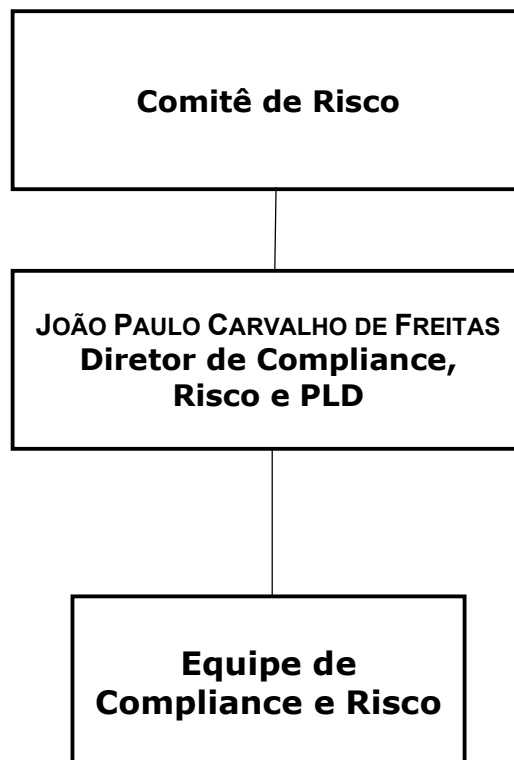 Comitê de Risco
JOÃO PAULO CARVALHO DE FREITAS
Diretor de Compliance,
Risco e PLD
Equipe de
Compliance e Risco